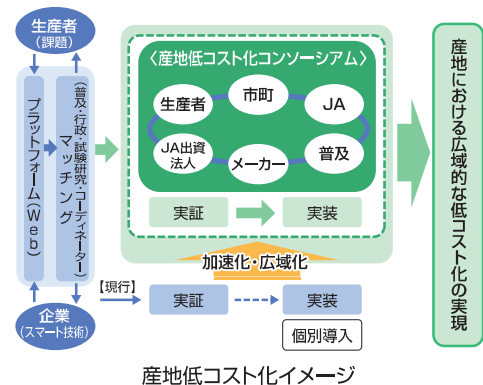 生産者
(課題)
プラットフォーム(Web)
マッチング
(普及・行政・試験研究・コーディネーター)
企業
(スマート技術)
〈産地低コスト化コンソーシアム〉
生産者
市町
JA
JA出資
法人
メーカー
普及
実証
実装
加速化・広域化
【現行】
実証
実装
個別導入
産地における広域的な低コスト化の実現
産地低コスト化イメージ